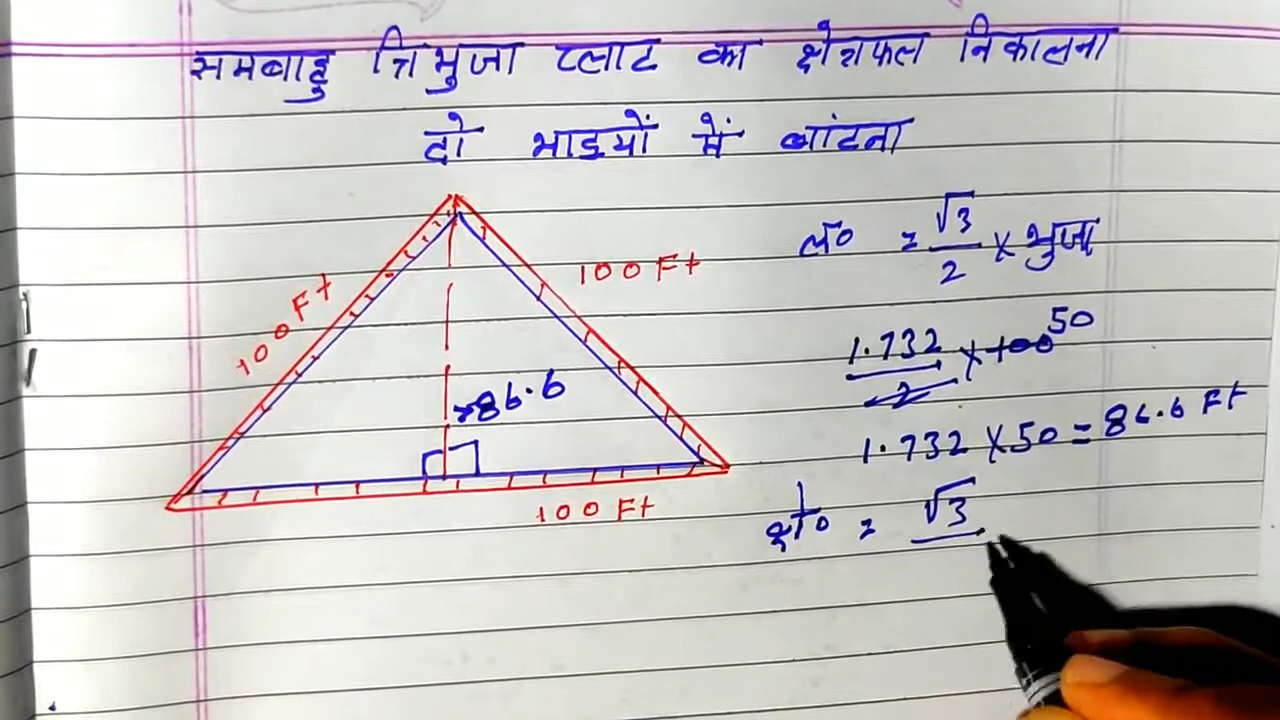 समबाहु त्रिभुजा प्लाट का क्षेत्रफल निकालना
दो भाइयों में बांटना
100 Ft
100 Ft
86.6
100 Ft
ल० = √3/2 × भुजा
1.732/2 × 100 50
1.732 × 50 = 86.6 Ft
क्षे० = √3